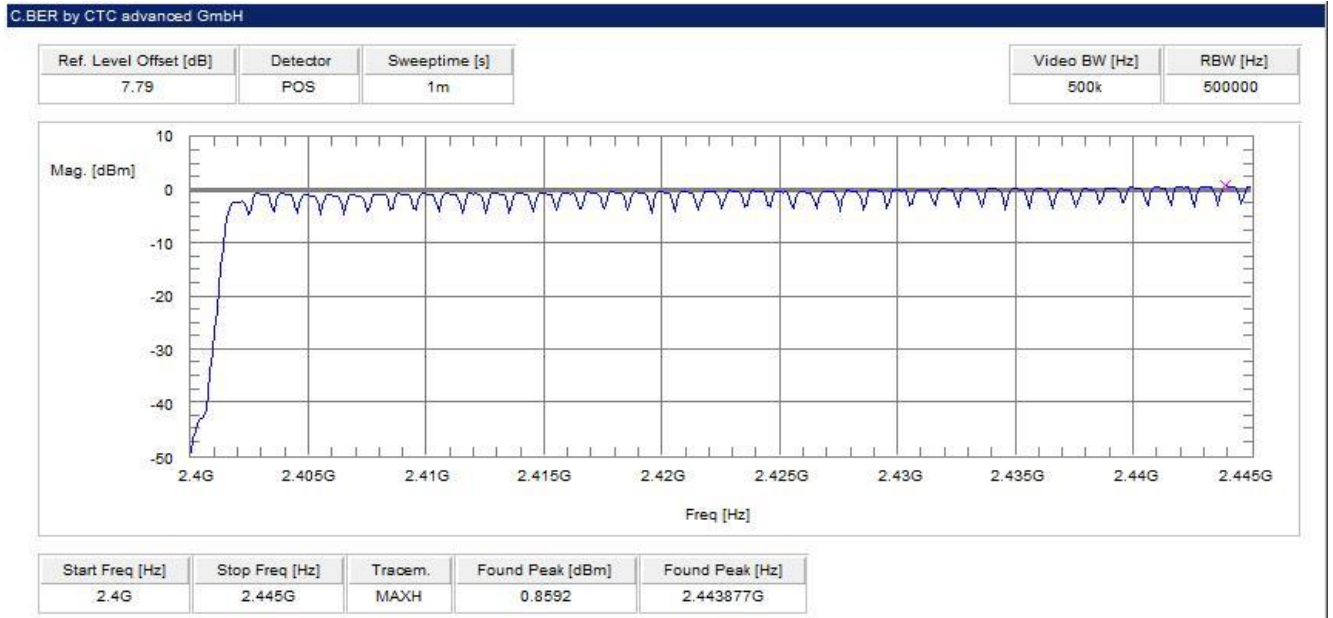 C.BER by CTC advanced GmbH
Ref. Level Offset [dB] Detector Sweeptime [s] Video BW [Hz] RBW [Hz]
7.79 POS 1m 500k 500000
10
Mag. [dBm]
0
-10
-20
-30
-40
-50
2.4G 2.405G 2.41G 2.415G 2.42G 2.425G 2.43G 2.435G 2.44G 2.445G
Freq [Hz]
Start Freq [Hz] Stop Freq [Hz] Tracem. Found Peak [dBm] Found Peak [Hz]
2.4G 2.445G MAXH 0.8592 2.443877G